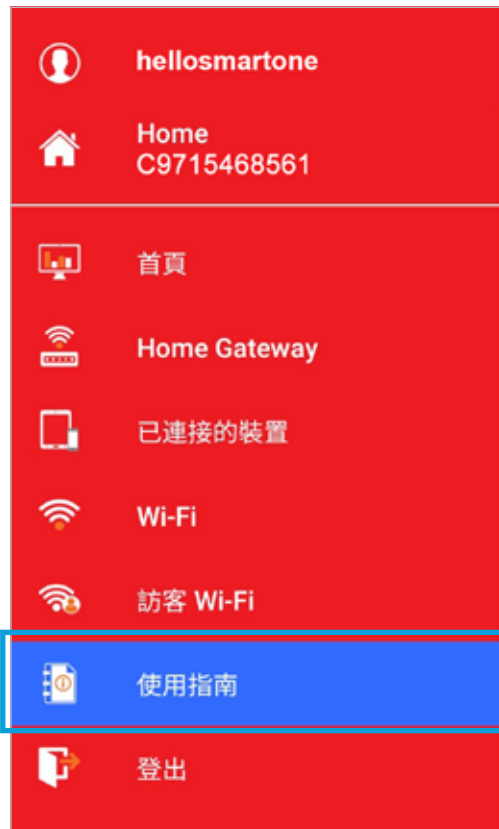 hellosmartone
Home
C9715468561
首頁
Home Gateway
已連接的裝置
Wi-Fi
訪客 Wi-Fi
使用指南
登出